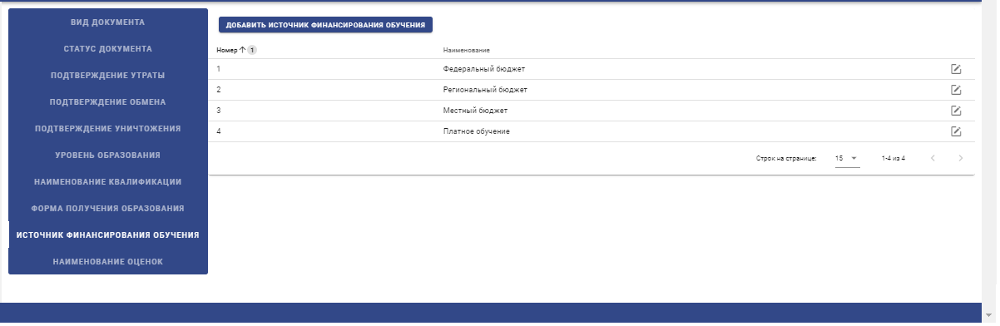 ВИД ДОКУМЕНТА
СТАТУС ДОКУМЕНТА
ПОДТВЕРЖДЕНИЕ УТРАТЫ
ПОДТВЕРЖДЕНИЕ ОБМЕНА
ПОДТВЕРЖДЕНИЕ УНИЧТОЖЕНИЯ
УРОВЕНЬ ОБРАЗОВАНИЯ
НАИМЕНОВАНИЕ КВАЛИФИКАЦИИ
ФОРМА ПОЛУЧЕНИЯ ОБРАЗОВАНИЯ
ИСТОЧНИК ФИНАНСИРОВАНИЯ ОБУЧЕНИЯ
НАИМЕНОВАНИЕ ОЦЕНОК
ДОБАВИТЬ ИСТОЧНИК ФИНАНСИРОВАНИЯ ОБУЧЕНИЯ
Номер ↑ 1 Наименование
1 Федеральный бюджет
2 Региональный бюджет
3 Местный бюджет
4 Платное обучение
Строк на странице: 15 1-4 из 4